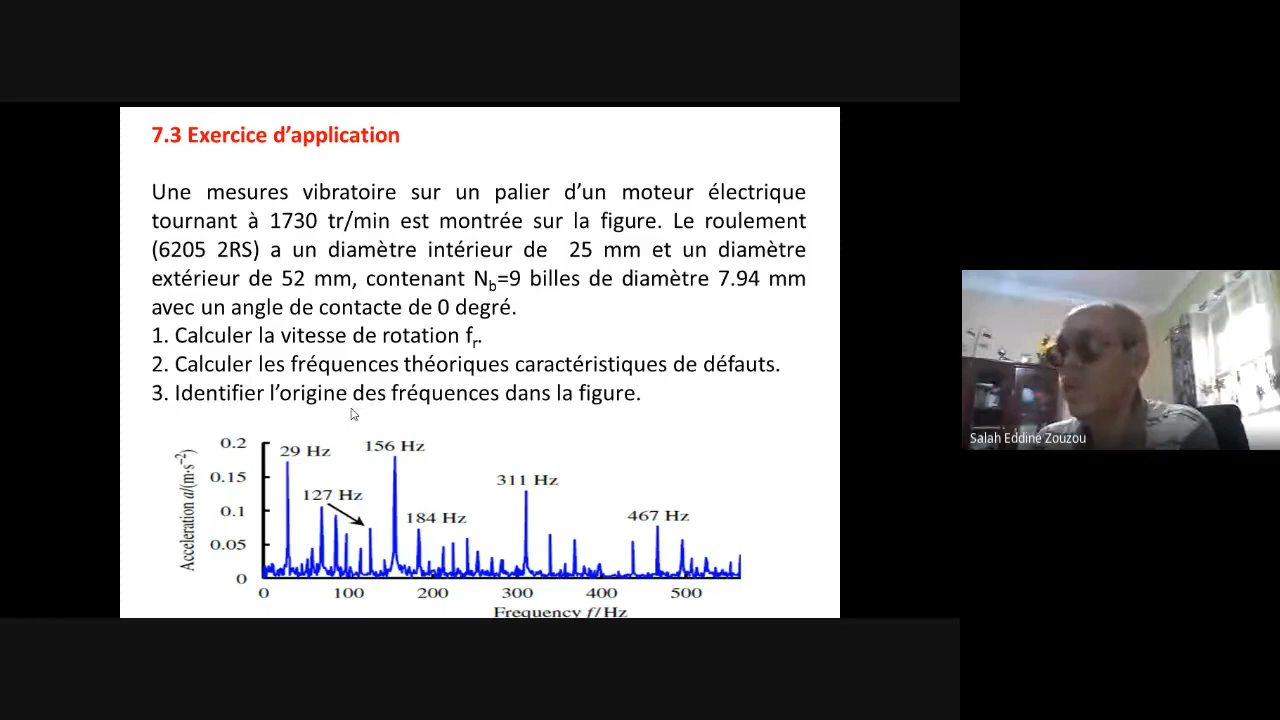 7.3 Exercice d’application
Une mesures vibratoire sur un palier d’un moteur électrique
tournant à 1730 tr/min est montrée sur la figure. Le roulement
(6205 2RS) a un diamètre intérieur de 25 mm et un diamètre
extérieur de 52 mm, contenant Nb=9 billes de diamètre 7.94 mm
avec un angle de contacte de 0 degré.
1. Calculer la vitesse de rotation fr.
2. Calculer les fréquences théoriques caractéristiques de défauts.
3. Identifier l’origine des fréquences dans la figure.
Acceleration a/(m·s⁻²)
0.2
0.15
0.1
0.05
0
29 Hz
127 Hz
156 Hz
184 Hz
311 Hz
467 Hz
0 100 200 300 400 500
Frequency f/Hz
Salah Eddine Zouzou